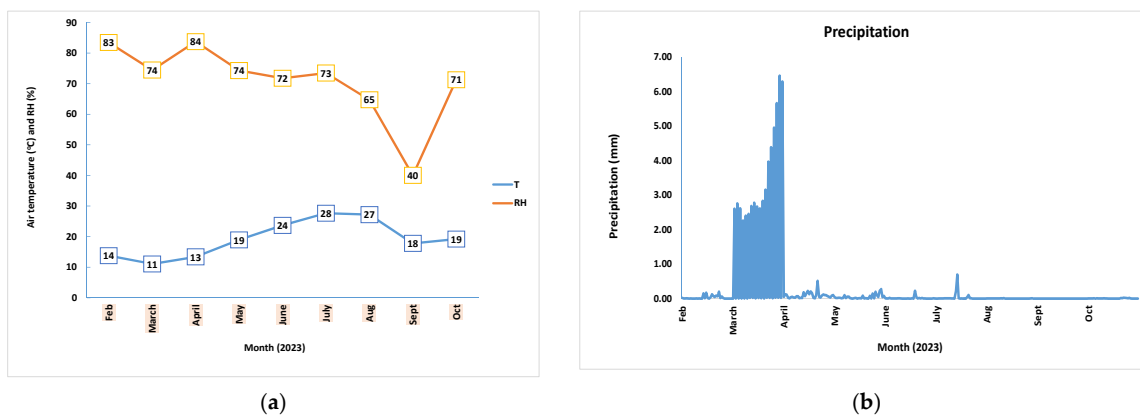 90
80
70
60
50
40
30
20
10
0
Air temperature (ºC) and RH (%)
83
74
84
74
72
73
65
40
71
14
11
13
19
24
28
27
18
19
T
RH
Feb
March
April
May
June
July
Aug
Sept
Oct
Month (2023)
(a)
Precipitation
7.00
6.00
5.00
4.00
3.00
2.00
1.00
0.00
Precipitation (mm)
Feb
March
April
May
June
July
Aug
Sept
Oct
Month (2023)
(b)